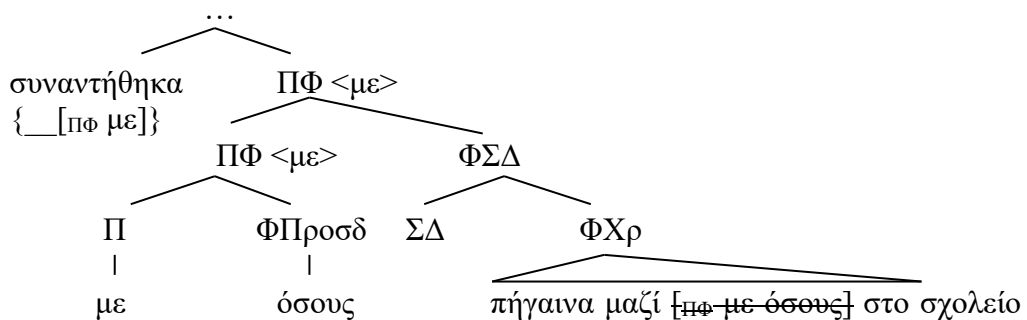 …
συναντήθηκα ΠΦ <με>
{__[ΠΦ με]}
ΠΦ <με> ΦΣΔ
Π ΦΠροσδ ΣΔ ΦΧρ
με όσους πήγαινα μαζί [ΠΦ με όσους] στο σχολείο